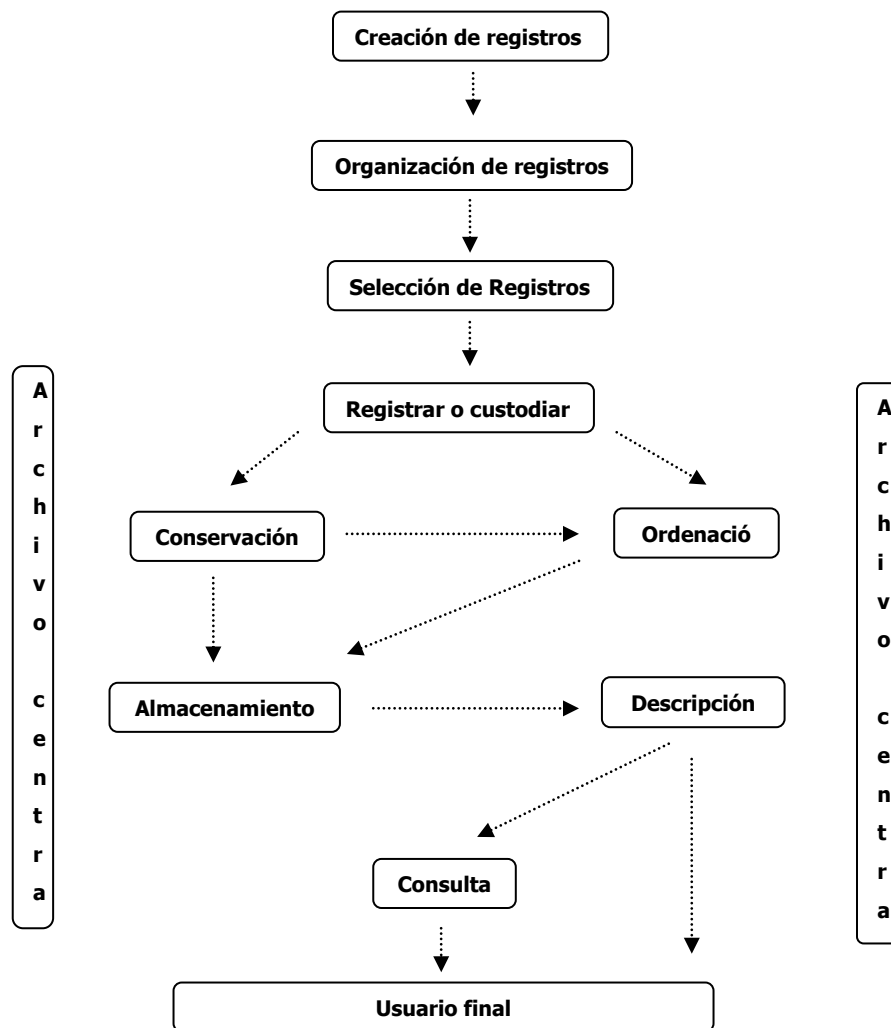 Creación de registros
Organización de registros
Selección de Registros
Registrar o custodiar
Conservación
Ordenació
Almacenamiento
Descripción
Consulta
Usuario final
A
r
c
h
i
v
o
c
e
n
t
r
a
A
r
c
h
i
v
o
c
e
n
t
r
a